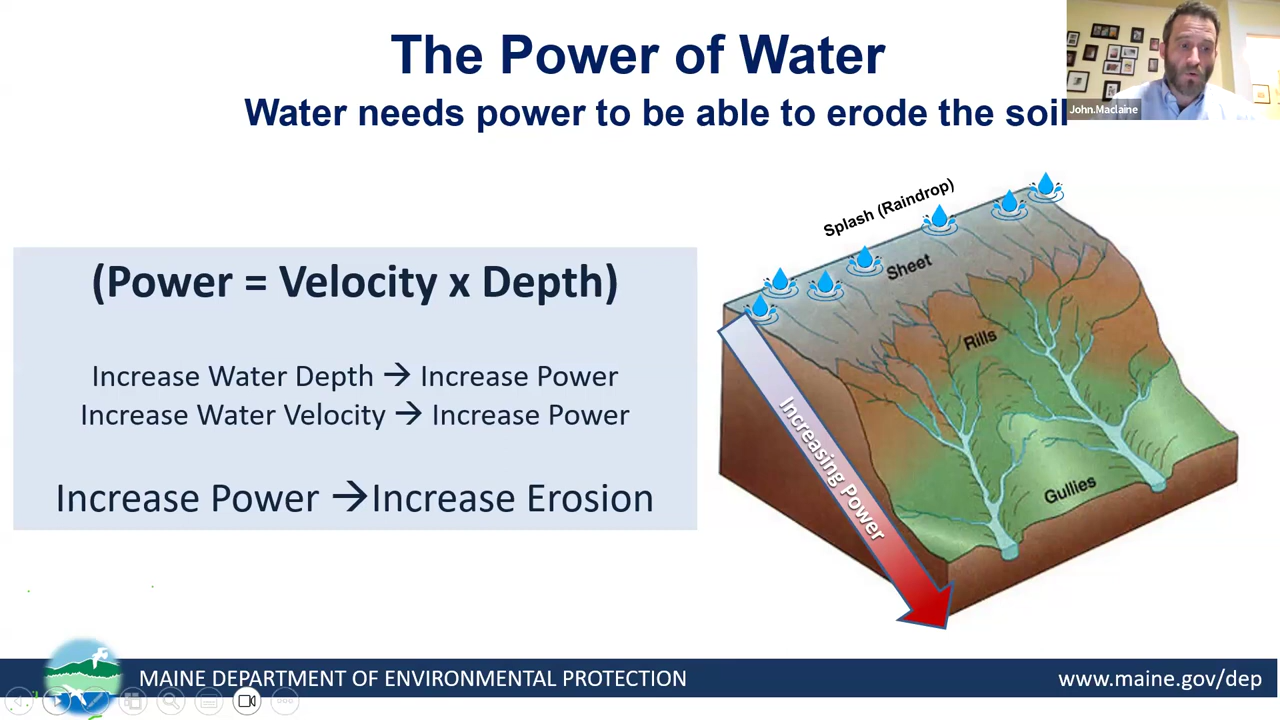 The Power of Water
Water needs power to be able to erode the soil
John.Maclaine
(Power = Velocity x Depth)
Increase Water Depth → Increase Power
Increase Water Velocity → Increase Power
Increase Power →Increase Erosion
Splash (Raindrop)
Sheet
Rills
Gullies
Increasing Power
MAINE DEPARTMENT OF ENVIRONMENTAL PROTECTION
www.maine.gov/dep